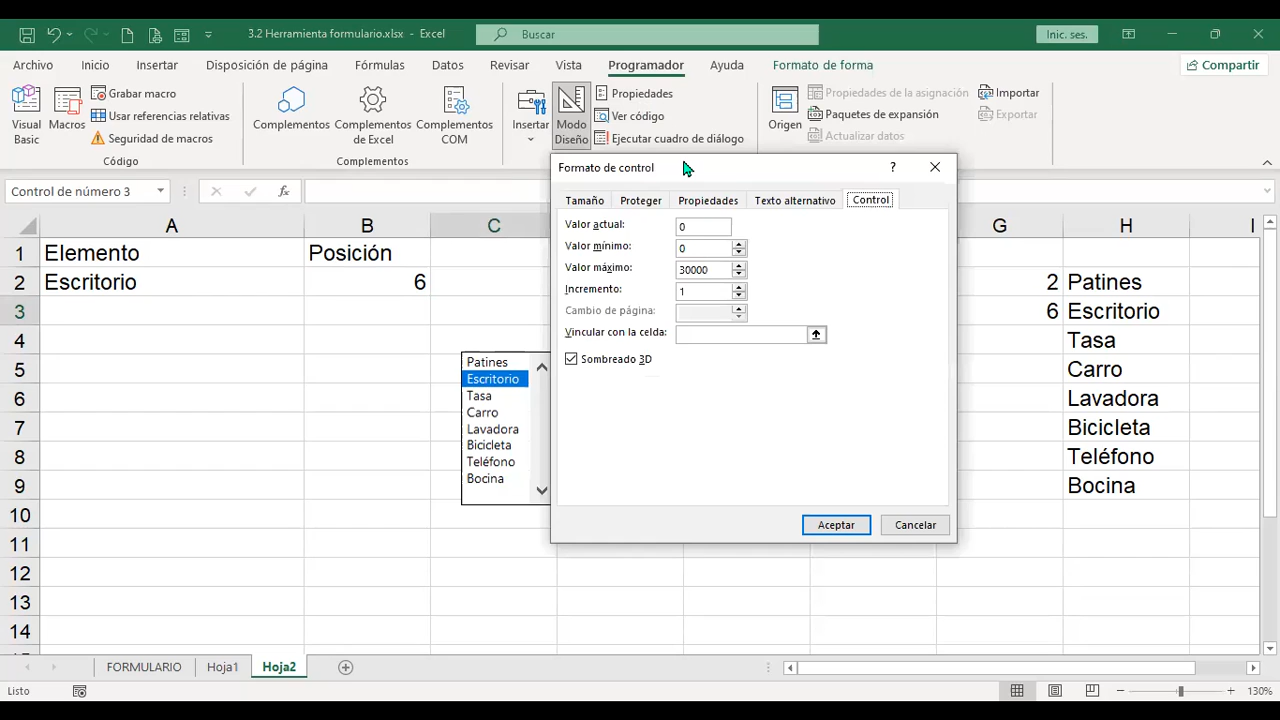 3.2 Herramienta formulario.xlsx - Excel
Buscar
Inic. ses.
Archivo Inicio Insertar Disposición de página Fórmulas Datos Revisar Vista Programador Ayuda Formato de forma Compartir
Visual Basic
Macros
Grabar macro
Usar referencias relativas
Seguridad de macros
Código
Complementos
Complementos de Excel
Complementos COM
Complementos
Insertar
Modo Diseño
Propiedades
Ver código
Ejecutar cuadro de diálogo
Origen
Propiedades de la asignación
Paquetes de expansión
Actualizar datos
Importar
Exportar
Control de número 3
fx
A B C G H I
1 Elemento Posición
2 Escritorio 6 2 Patines
3 6 Escritorio
4 Tasa
5 Carro
6 Lavadora
7 Bicicleta
8 Teléfono
9 Bocina
10
11
12
13
14
Patines
Escritorio
Tasa
Carro
Lavadora
Bicicleta
Teléfono
Bocina
Formato de control
?
Tamaño Proteger Propiedades Texto alternativo Control
Valor actual: 0
Valor mínimo: 0
Valor máximo: 30000
Incremento: 1
Cambio de página:
Vincular con la celda:
Sombreado 3D
Aceptar Cancelar
FORMULARIO Hoja1 Hoja2
Listo
130%